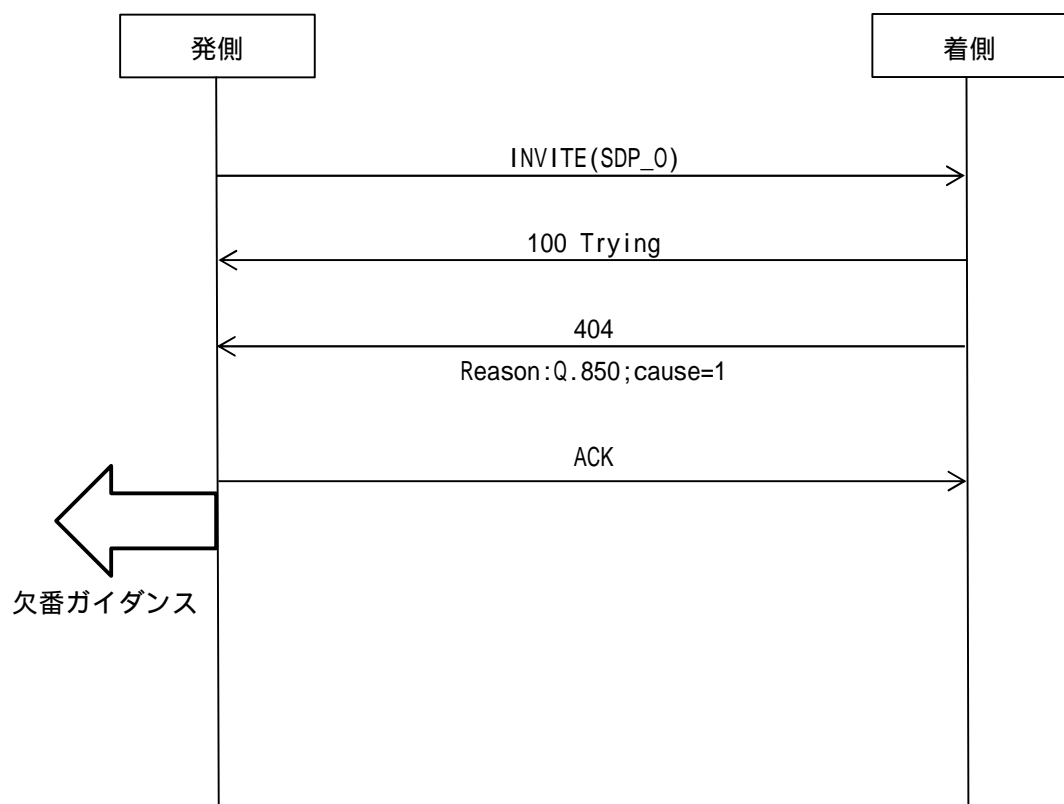 発側
着側
INVITE(SDP_O)
100 Trying
404
Reason:Q.850;cause=1
ACK
欠番ガイダンス